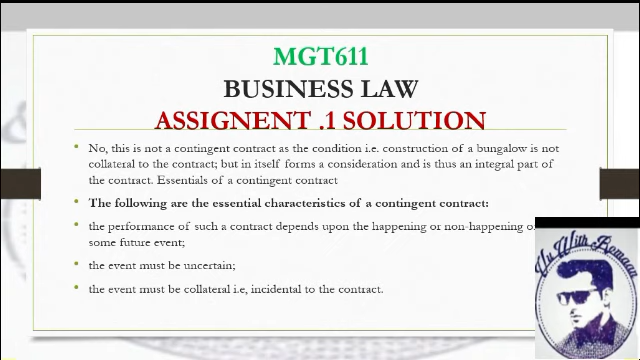 MGT611
BUSINESS LAW
ASSIGNENT .1 SOLUTION
No, this is not a contingent contract as the condition i.e. construction of a bungalow is not
collateral to the contract; but in itself forms a consideration and is thus an integral part of
the contract. Essentials of a contingent contract
The following are the essential characteristics of a contingent contract:
the performance of such a contract depends upon the happening or non-happening
some future event;
the event must be uncertain;
the event must be collateral i.e, incidental to the contract.
Vu With Romaan